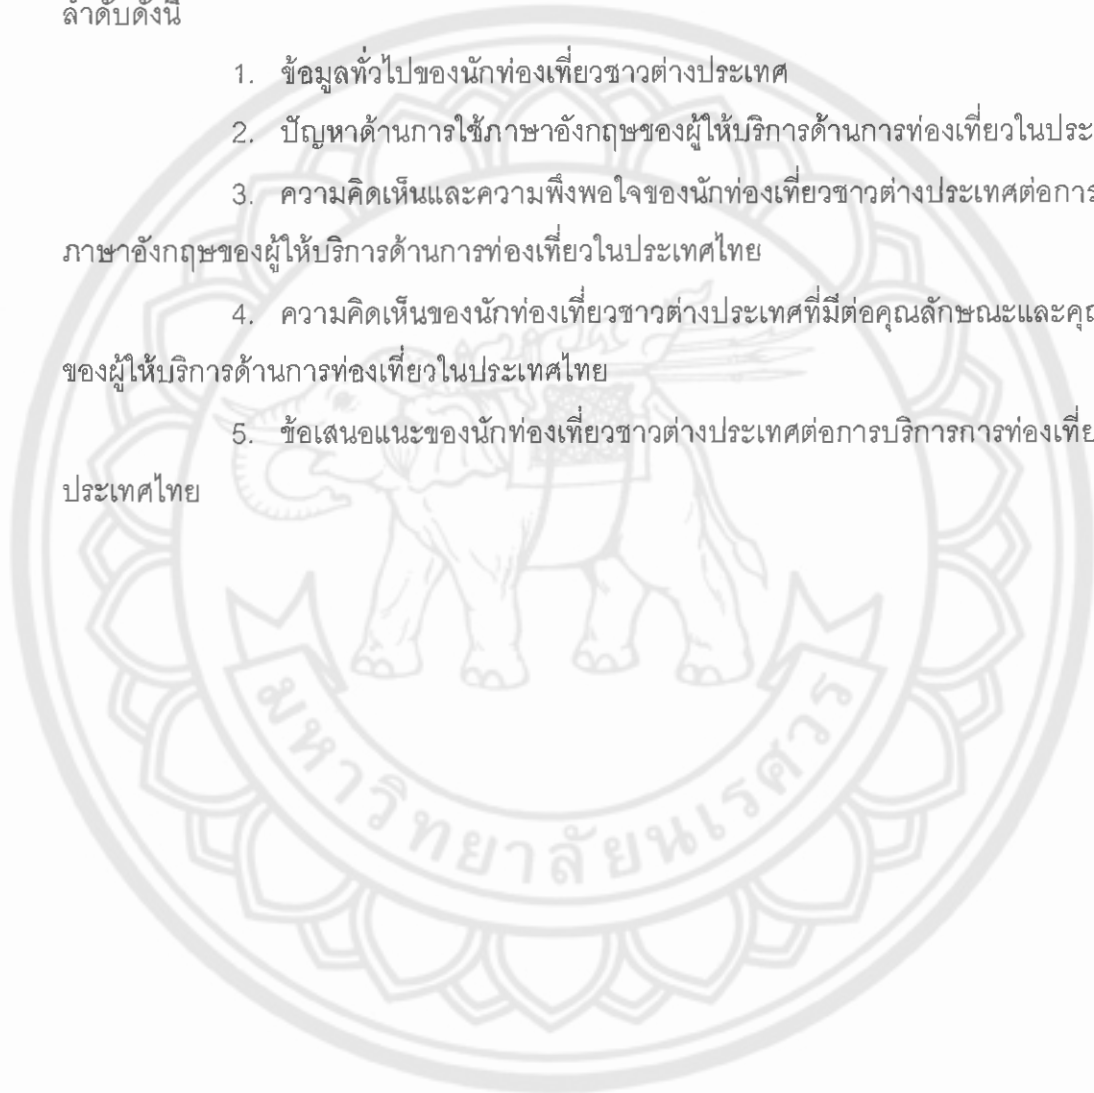 ลำดับดังนี้
1. ข้อมูลทั่วไปของนักท่องเที่ยวชาวต่างประเทศ
2. ปัญหาด้านการใช้ภาษาอังกฤษของผู้ให้บริการด้านการท่องเที่ยวในประ
3. ความคิดเห็นและความพึงพอใจของนักท่องเที่ยวชาวต่างประเทศต่อการ
ภาษาอังกฤษของผู้ให้บริการด้านการท่องเที่ยวในประเทศไทย
4. ความคิดเห็นของนักท่องเที่ยวชาวต่างประเทศที่มีต่อคุณลักษณะและคุณ
ของผู้ให้บริการด้านการท่องเที่ยวในประเทศไทย
5. ข้อเสนอแนะของนักท่องเที่ยวชาวต่างประเทศต่อการบริการการท่องเที่ย
ประเทศไทย
มหาวิทยาลัยนเรศวร